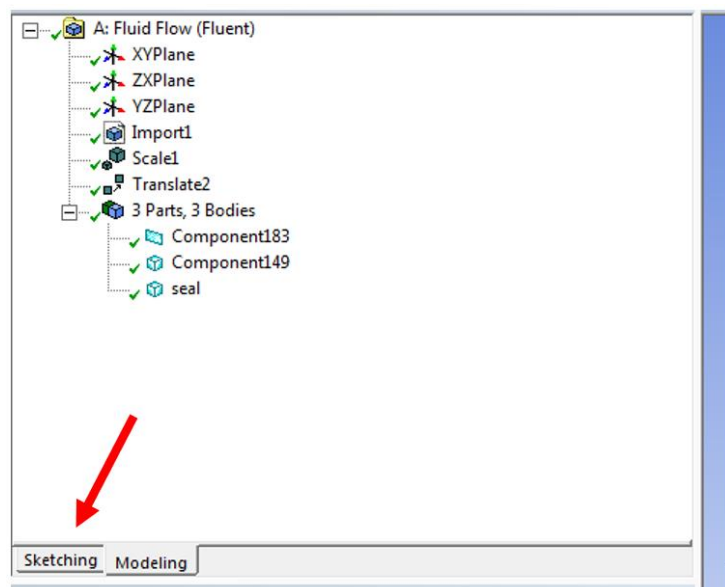 A: Fluid Flow (Fluent)
XYPlane
ZXPlane
YZPlane
Import1
Scale1
Translate2
3 Parts, 3 Bodies
Component183
Component149
seal
Sketching Modeling